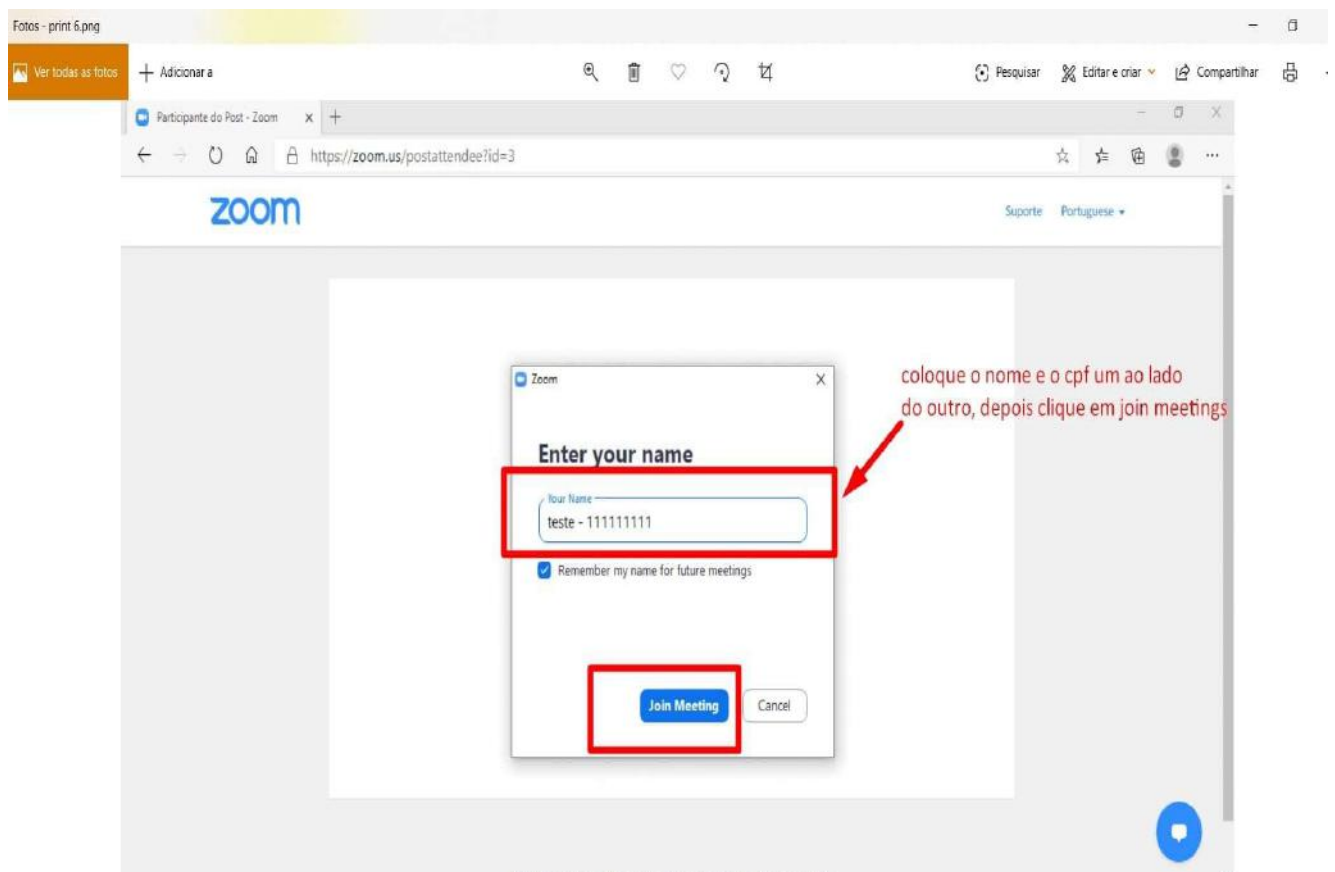 Fotos - print 6.png
Ver todas as fotos
Adicionar a
Pesquisar
Editar e criar
Compartilhar
Participante do Post - Zoom
https://zoom.us/postattendee?id=3
zoom
Suporte
Portuguese
coloque o nome e o cpf um ao lado
do outro, depois clique em join meetings
Zoom
Enter your name
Your Name
teste - 111111111
Remember my name for future meetings
Join Meeting
Cancel